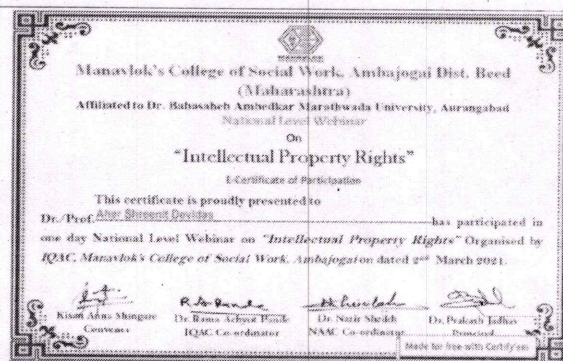 MANAVLOK
Manavlok's College of Social Work, Ambajogai Dist. Beed
(Maharashtra)
Affiliated to Dr. Babasaheb Ambedkar Marathwada University, Aurangabad
National Level Webinar
On
"Intellectual Property Rights"
E-Certificate of Participation
This certificate is proudly presented to
Dr./Prof. Aher Shreenit Devidas has participated in
one day National Level Webinar on "Intellectual Property Rights" Organised by
IQAC, Manavlok's College of Social Work, Ambajogai on dated 2nd March 2021.
Kisan Anna Shingare Dr. Rama Achyut Pande Dr. Nazir Sheikh Dr. Prakash Jadhav
Convener IQAC Co-ordinator NAAC Co-ordinator Principal
Made for free with Certify'em